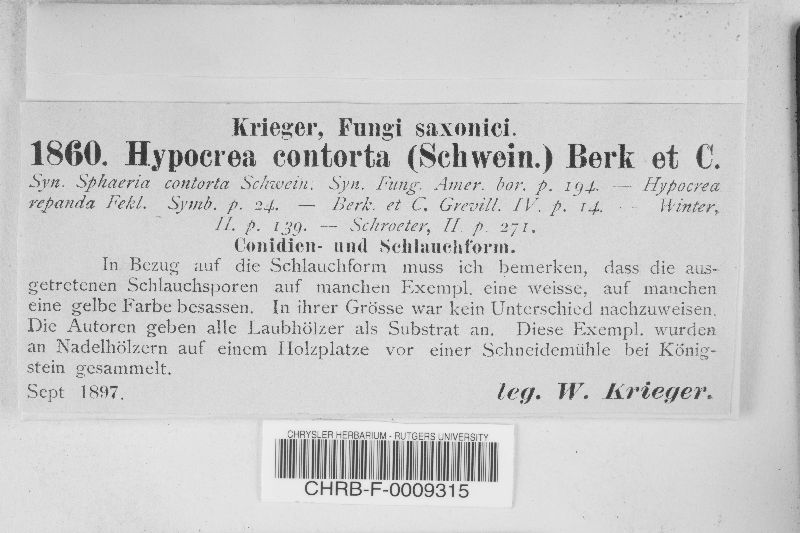 Krieger, Fungi saxonici.
1860. Hypocrea contorta (Schwein.) Berk et C.
Syn. Sphaeria contorta Schwein. Syn. Fung. Amer. bor. p. 194. — Hypocrea
repanda Fckl. Symb. p. 24. — Berk. et C. Grevill. IV. p. 14. — Winter,
II. p. 139. — Schroeter, II. p. 271.
Conidien- und Schlauchform.
In Bezug auf die Schlauchform muss ich bemerken, dass die aus-
getretenen Schlauchsporen auf manchen Exempl. eine weisse, auf manchen
eine gelbe Farbe besassen. In ihrer Grösse war kein Unterschied nachzuweisen.
Die Autoren geben alle Laubhölzer als Substrat an. Diese Exempl. wurden
an Nadelhölzern auf einem Holzplatze vor einer Schneidemühle bei König-
stein gesammelt.
Sept 1897. leg. W. Krieger.
CHRYSLER HERBARIUM - RUTGERS UNIVERSITY
CHRB-F-0009315